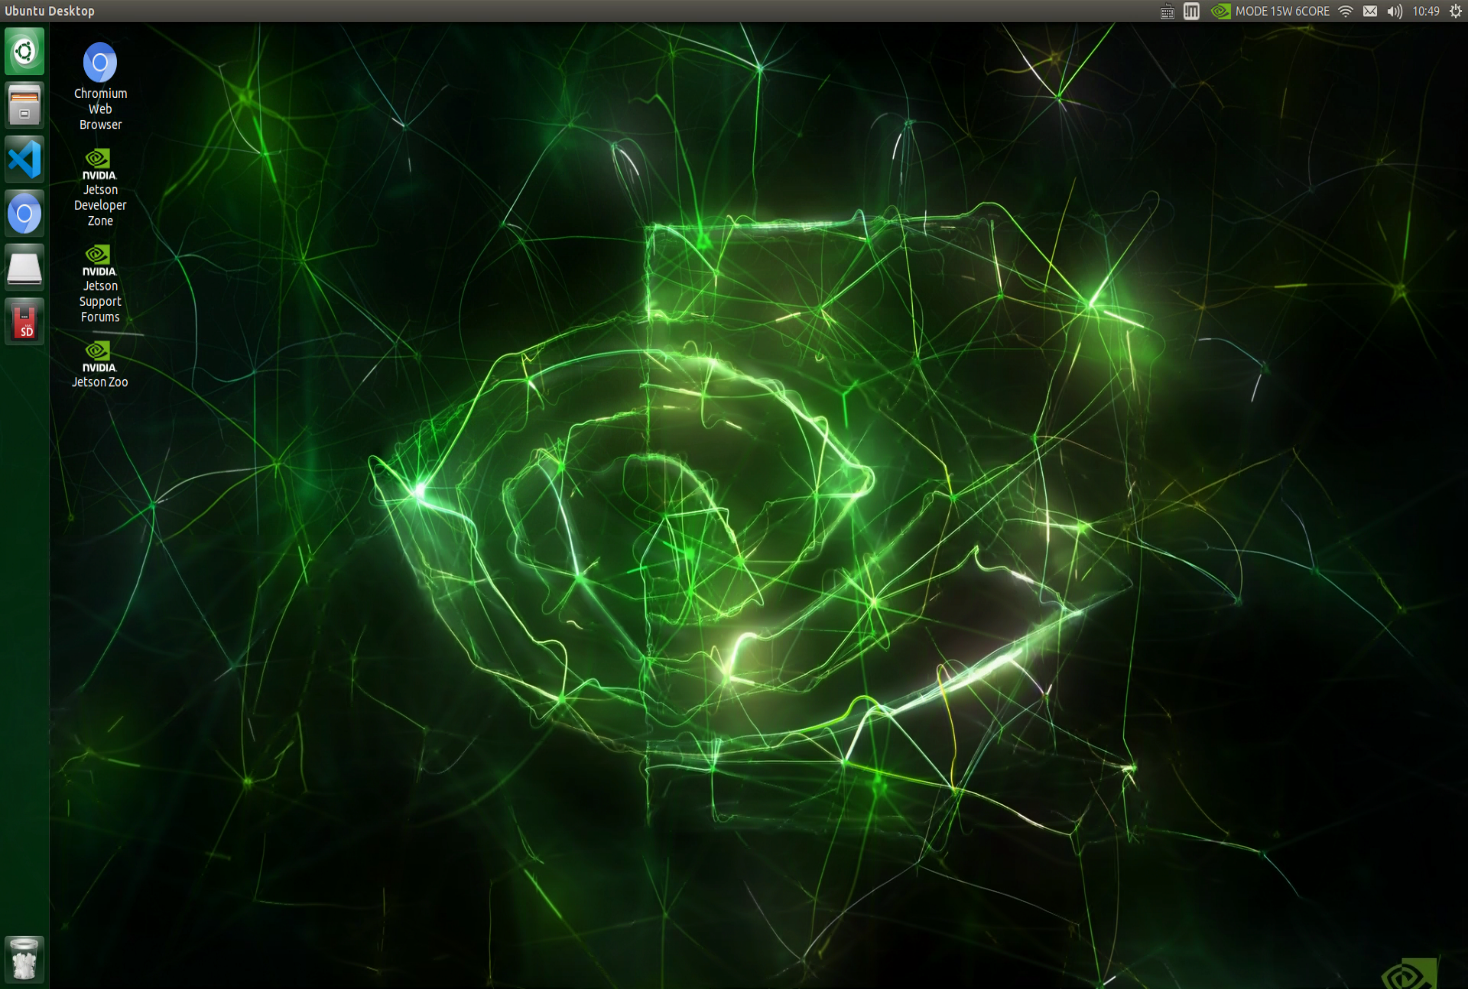 Ubuntu Desktop
MODE 15W 6CORE
10:49
Chromium
Web
Browser
NVIDIA.
Jetson
Developer
Zone
NVIDIA.
Jetson
Support
Forums
NVIDIA.
Jetson Zoo
SD